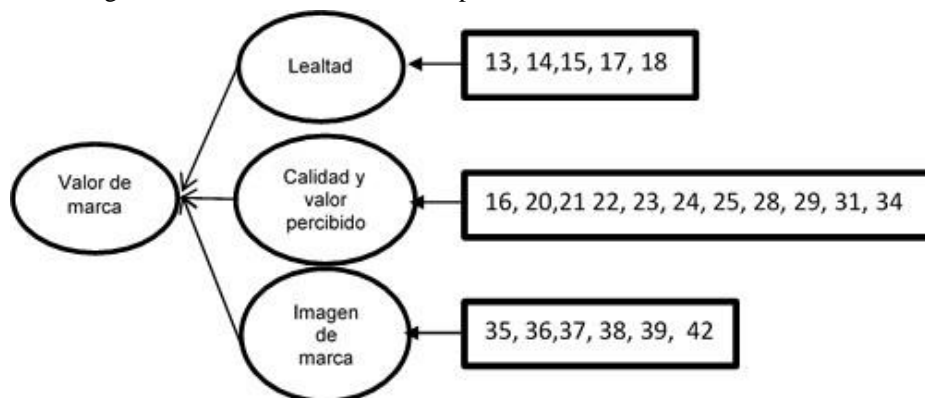 Lealtad
13, 14,15, 17, 18
Valor de
marca
Calidad y
valor
percibido
16, 20,21 22, 23, 24, 25, 28, 29, 31, 34
Imagen
de
marca
35, 36,37, 38, 39, 42